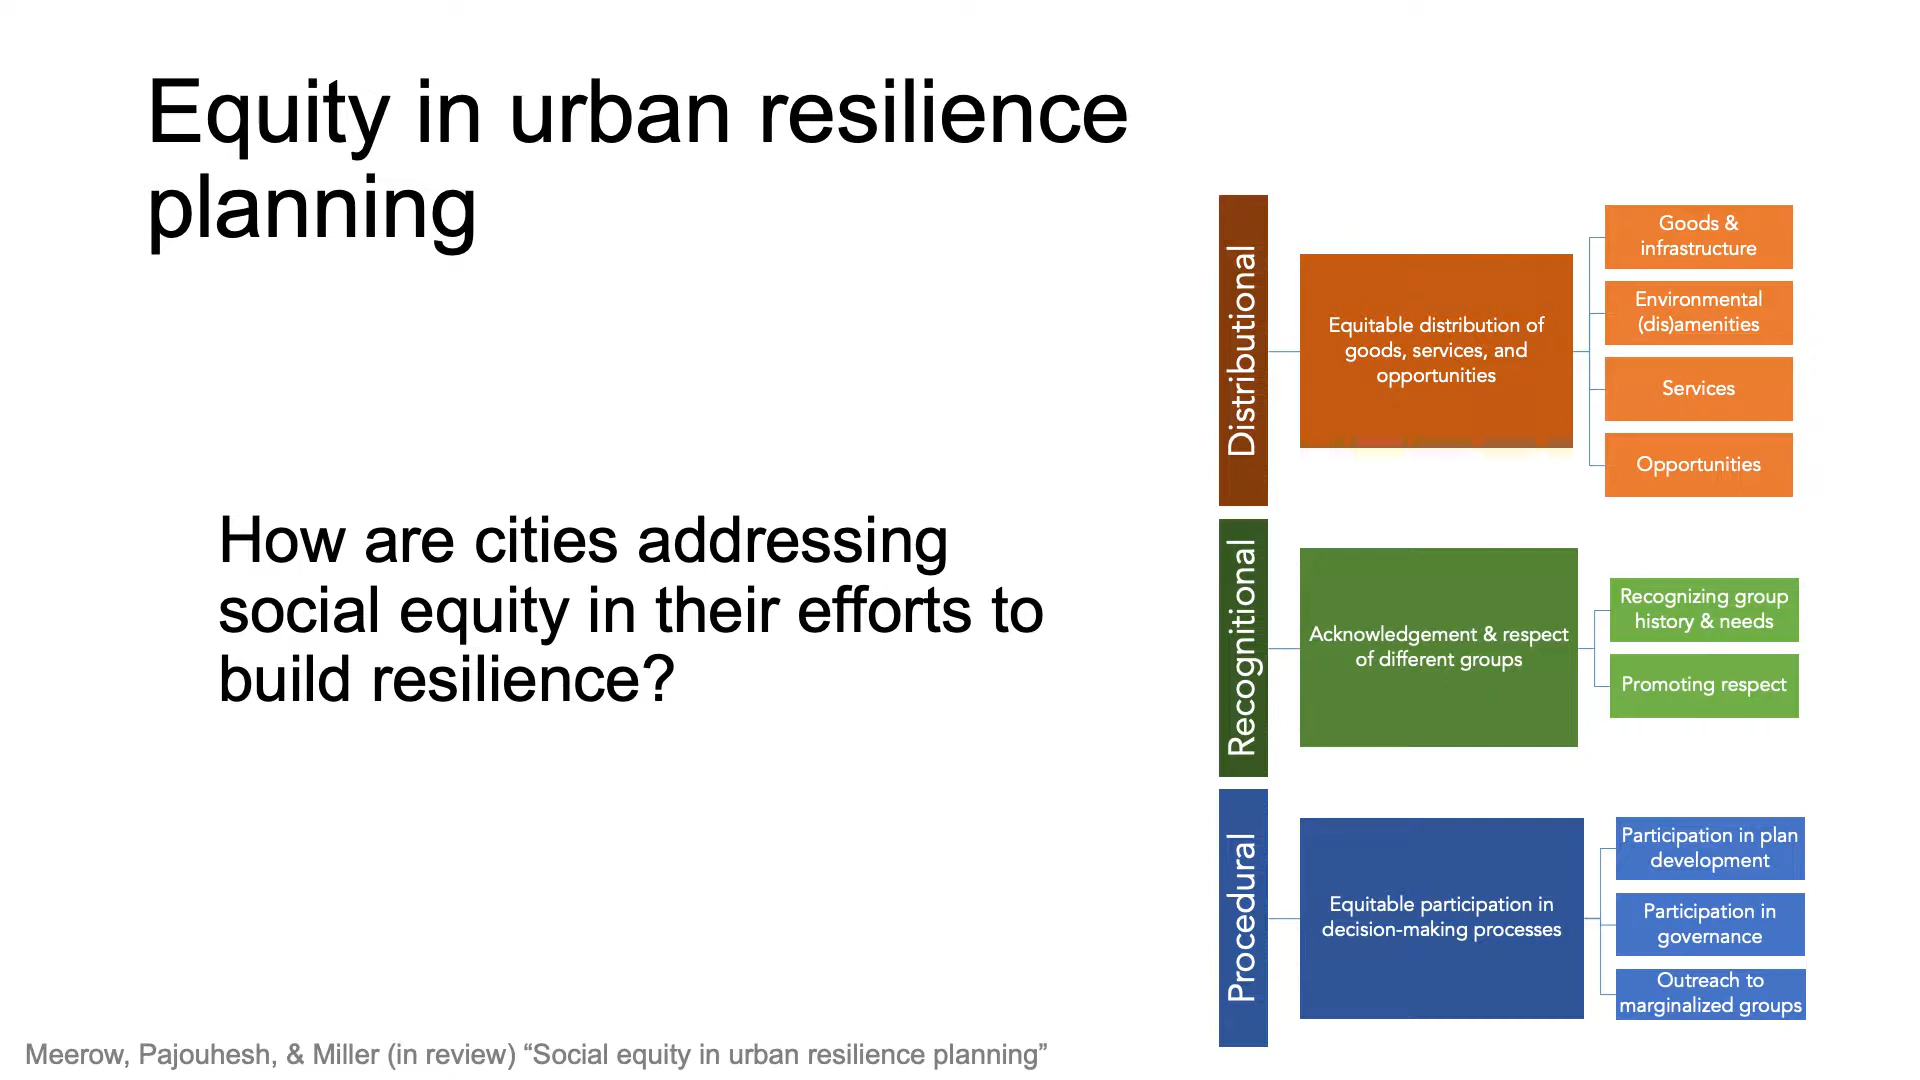 Equity in urban resilience
planning
How are cities addressing
social equity in their efforts to
build resilience?
Distributional
Equitable distribution of
goods, services, and
opportunities
Goods &
infrastructure
Environmental
(dis)amenities
Services
Opportunities
Recognitional
Acknowledgement & respect
of different groups
Recognizing group
history & needs
Promoting respect
Procedural
Equitable participation in
decision-making processes
Participation in plan
development
Participation in
governance
Outreach to
marginalized groups
Meerow, Pajouhesh, & Miller (in review) “Social equity in urban resilience planning”